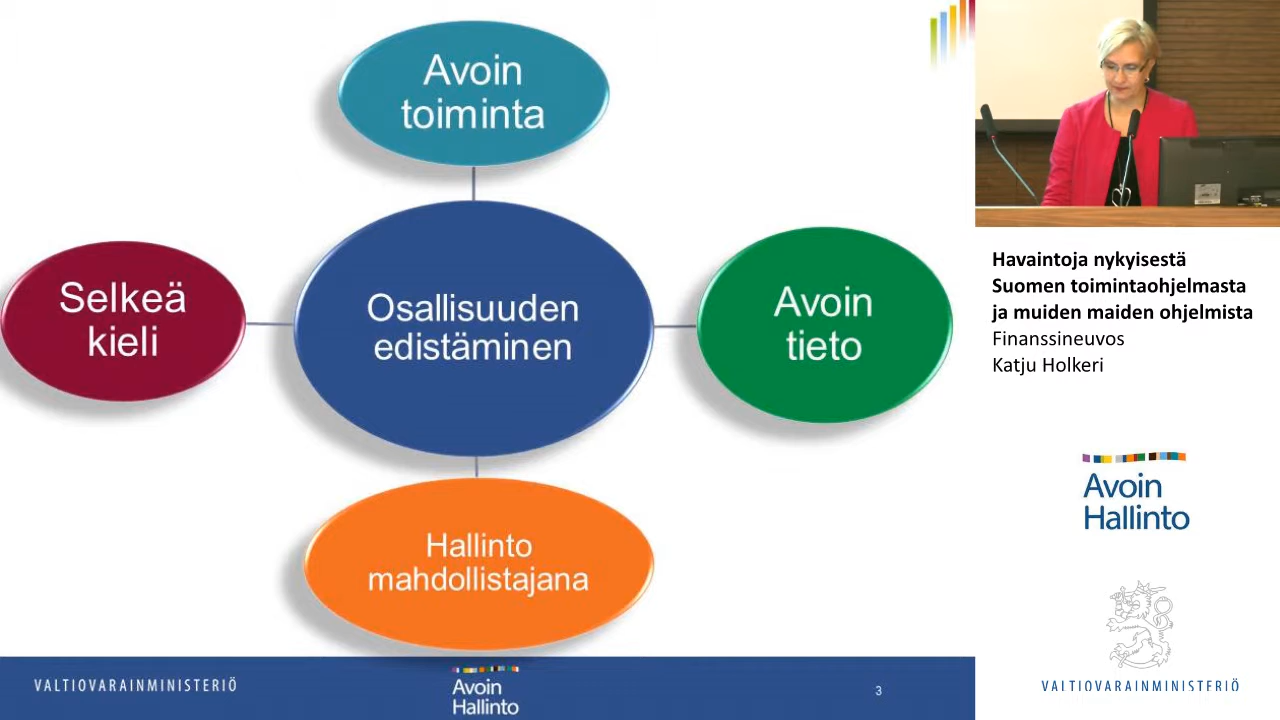 Avoin
toiminta
Selkeä
kieli
Osallisuuden
edistäminen
Avoin
tieto
Hallinto
mahdollistajana
VALTIOVARAINMINISTERIÖ
Avoin
Hallinto
3
Havaintoja nykyisestä
Suomen toimintaohjelmasta
ja muiden maiden ohjelmista
Finanssineuvos
Katju Holkeri
Avoin
Hallinto
VALTIOVARAINMINISTERIÖ